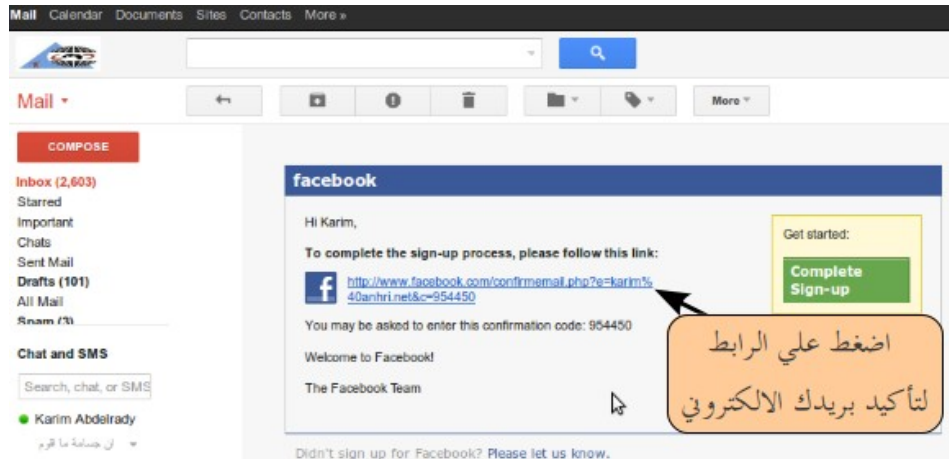 Mail Calendar Documents Sites Contacts More »
Mail
More
COMPOSE
Inbox (2,603)
Starred
Important
Chats
Sent Mail
Drafts (101)
All Mail
Spam (3)
Chat and SMS
Search, chat, or SMS
Karim Abdelrady
ان جسامة ما قوم
facebook
Hi Karim,
To complete the sign-up process, please follow this link:
http://www.facebook.com/confirmemail.php?e=karim%
40anhri.net&c=954450
You may be asked to enter this confirmation code: 954450
Welcome to Facebook!
The Facebook Team
Get started:
Complete
Sign-up
اضغط علي الرابط
لتأكيد بريدك الالكتروني
Didn't sign up for Facebook? Please let us know.